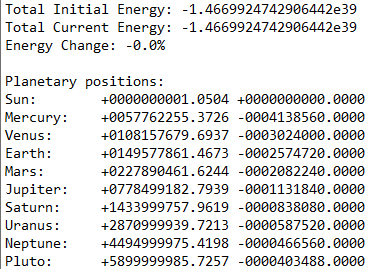 Total Initial Energy: -1.4669924742906442e39
Total Current Energy: -1.4669924742906442e39
Energy Change: -0.0%
Planetary positions:
Sun: +0000000001.0504 +0000000000.0000
Mercury: +0057762255.3726 -0004138560.0000
Venus: +0108157679.6937 -0003024000.0000
Earth: +0149577861.4673 -0002574720.0000
Mars: +0227890461.6244 -0002082240.0000
Jupiter: +0778499182.7939 -0001131840.0000
Saturn: +1433999757.9619 -0000838080.0000
Uranus: +2870999939.7213 -0000587520.0000
Neptune: +4494999975.4198 -0000466560.0000
Pluto: +5899999985.7257 -0000403488.0000